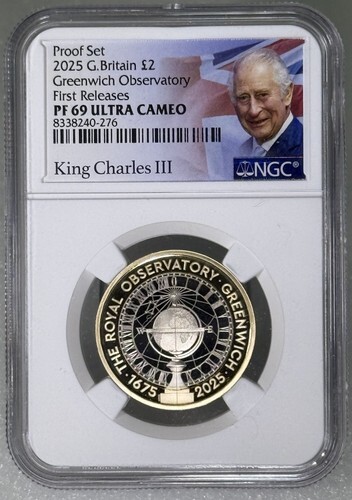 Proof Set
2025 G.Britain £2
Greenwich Observatory
First Releases
PF 69 ULTRA CAMEO
8338240-276
King Charles III
NGC®
THE ROYAL OBSERVATORY · GREENWICH
· 1675 2025 ·